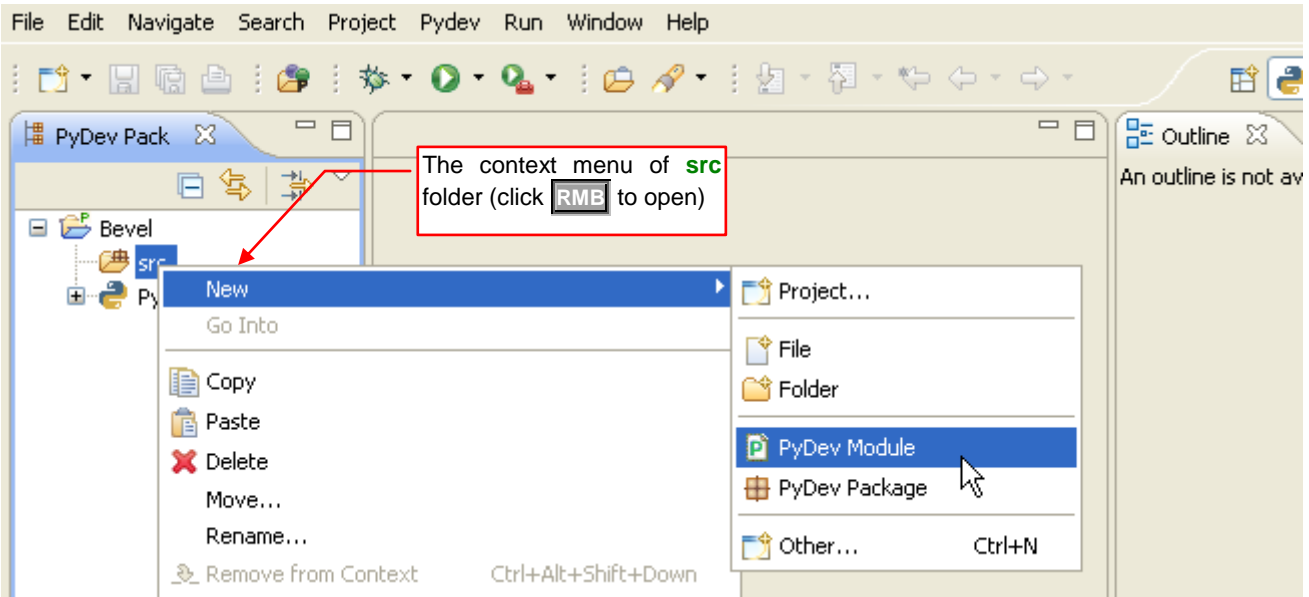 File Edit Navigate Search Project Pydev Run Window Help
PyDev Pack
Outline
The context menu of src
folder (click RMB to open)
An outline is not av
Bevel
src
Py
New
Go Into
Copy
Paste
Delete
Move...
Rename...
Remove from Context Ctrl+Alt+Shift+Down
Project...
File
Folder
PyDev Module
PyDev Package
Other... Ctrl+N